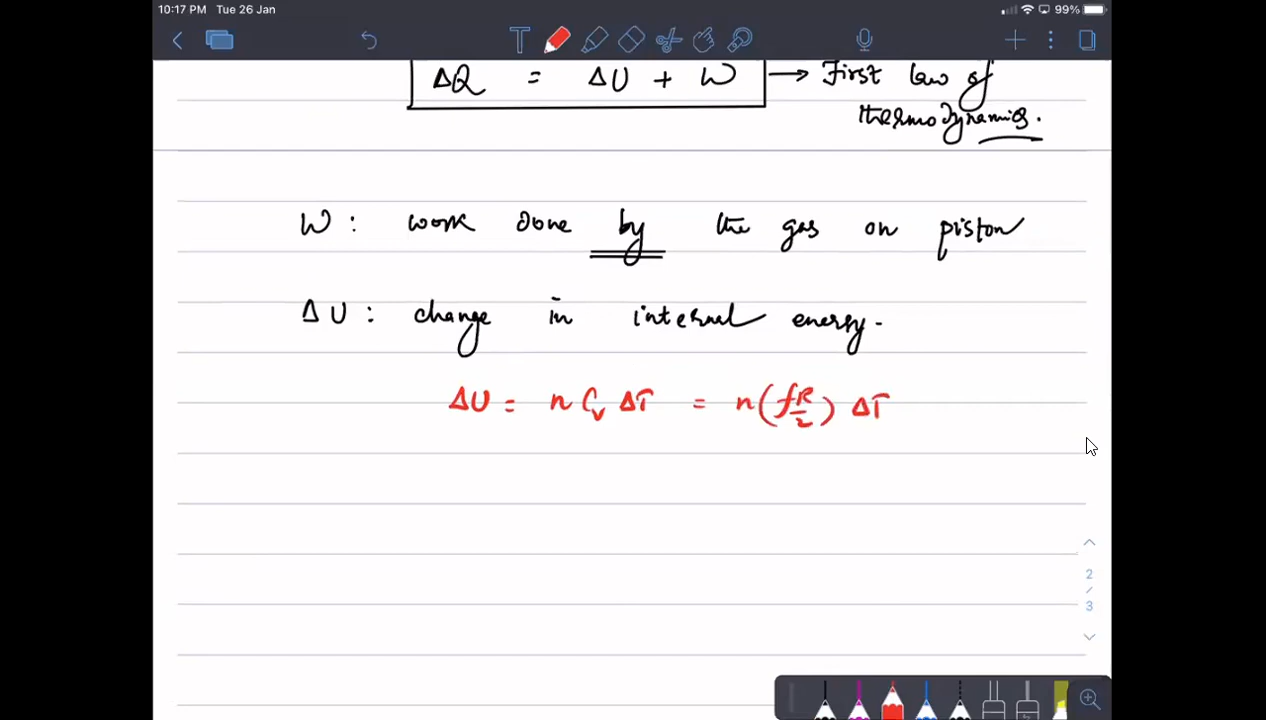 10:17 PM Tue 26 Jan
99%
ΔQ = ΔU + W → First law of
thermodynamics.
W : work done by the gas on piston
ΔU : change in internal energy.
ΔU = n Cv ΔT = n(fR/2) ΔT
2
/
3